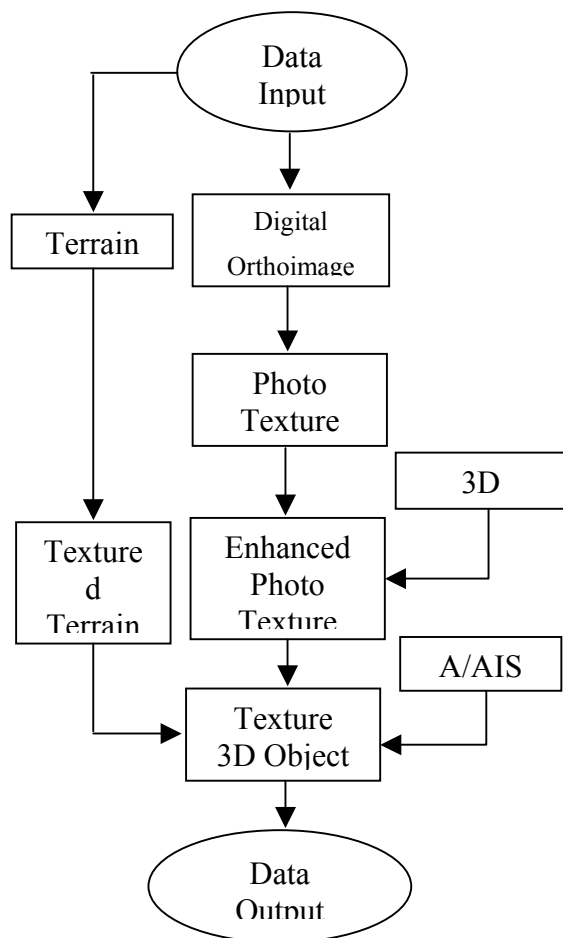 Data
Input
Terrain
Digital
Orthoimage
Photo
Texture
3D
Texture
d
Terrain
Enhanced
Photo
Texture
A/AIS
Texture
3D Object
Data
Output